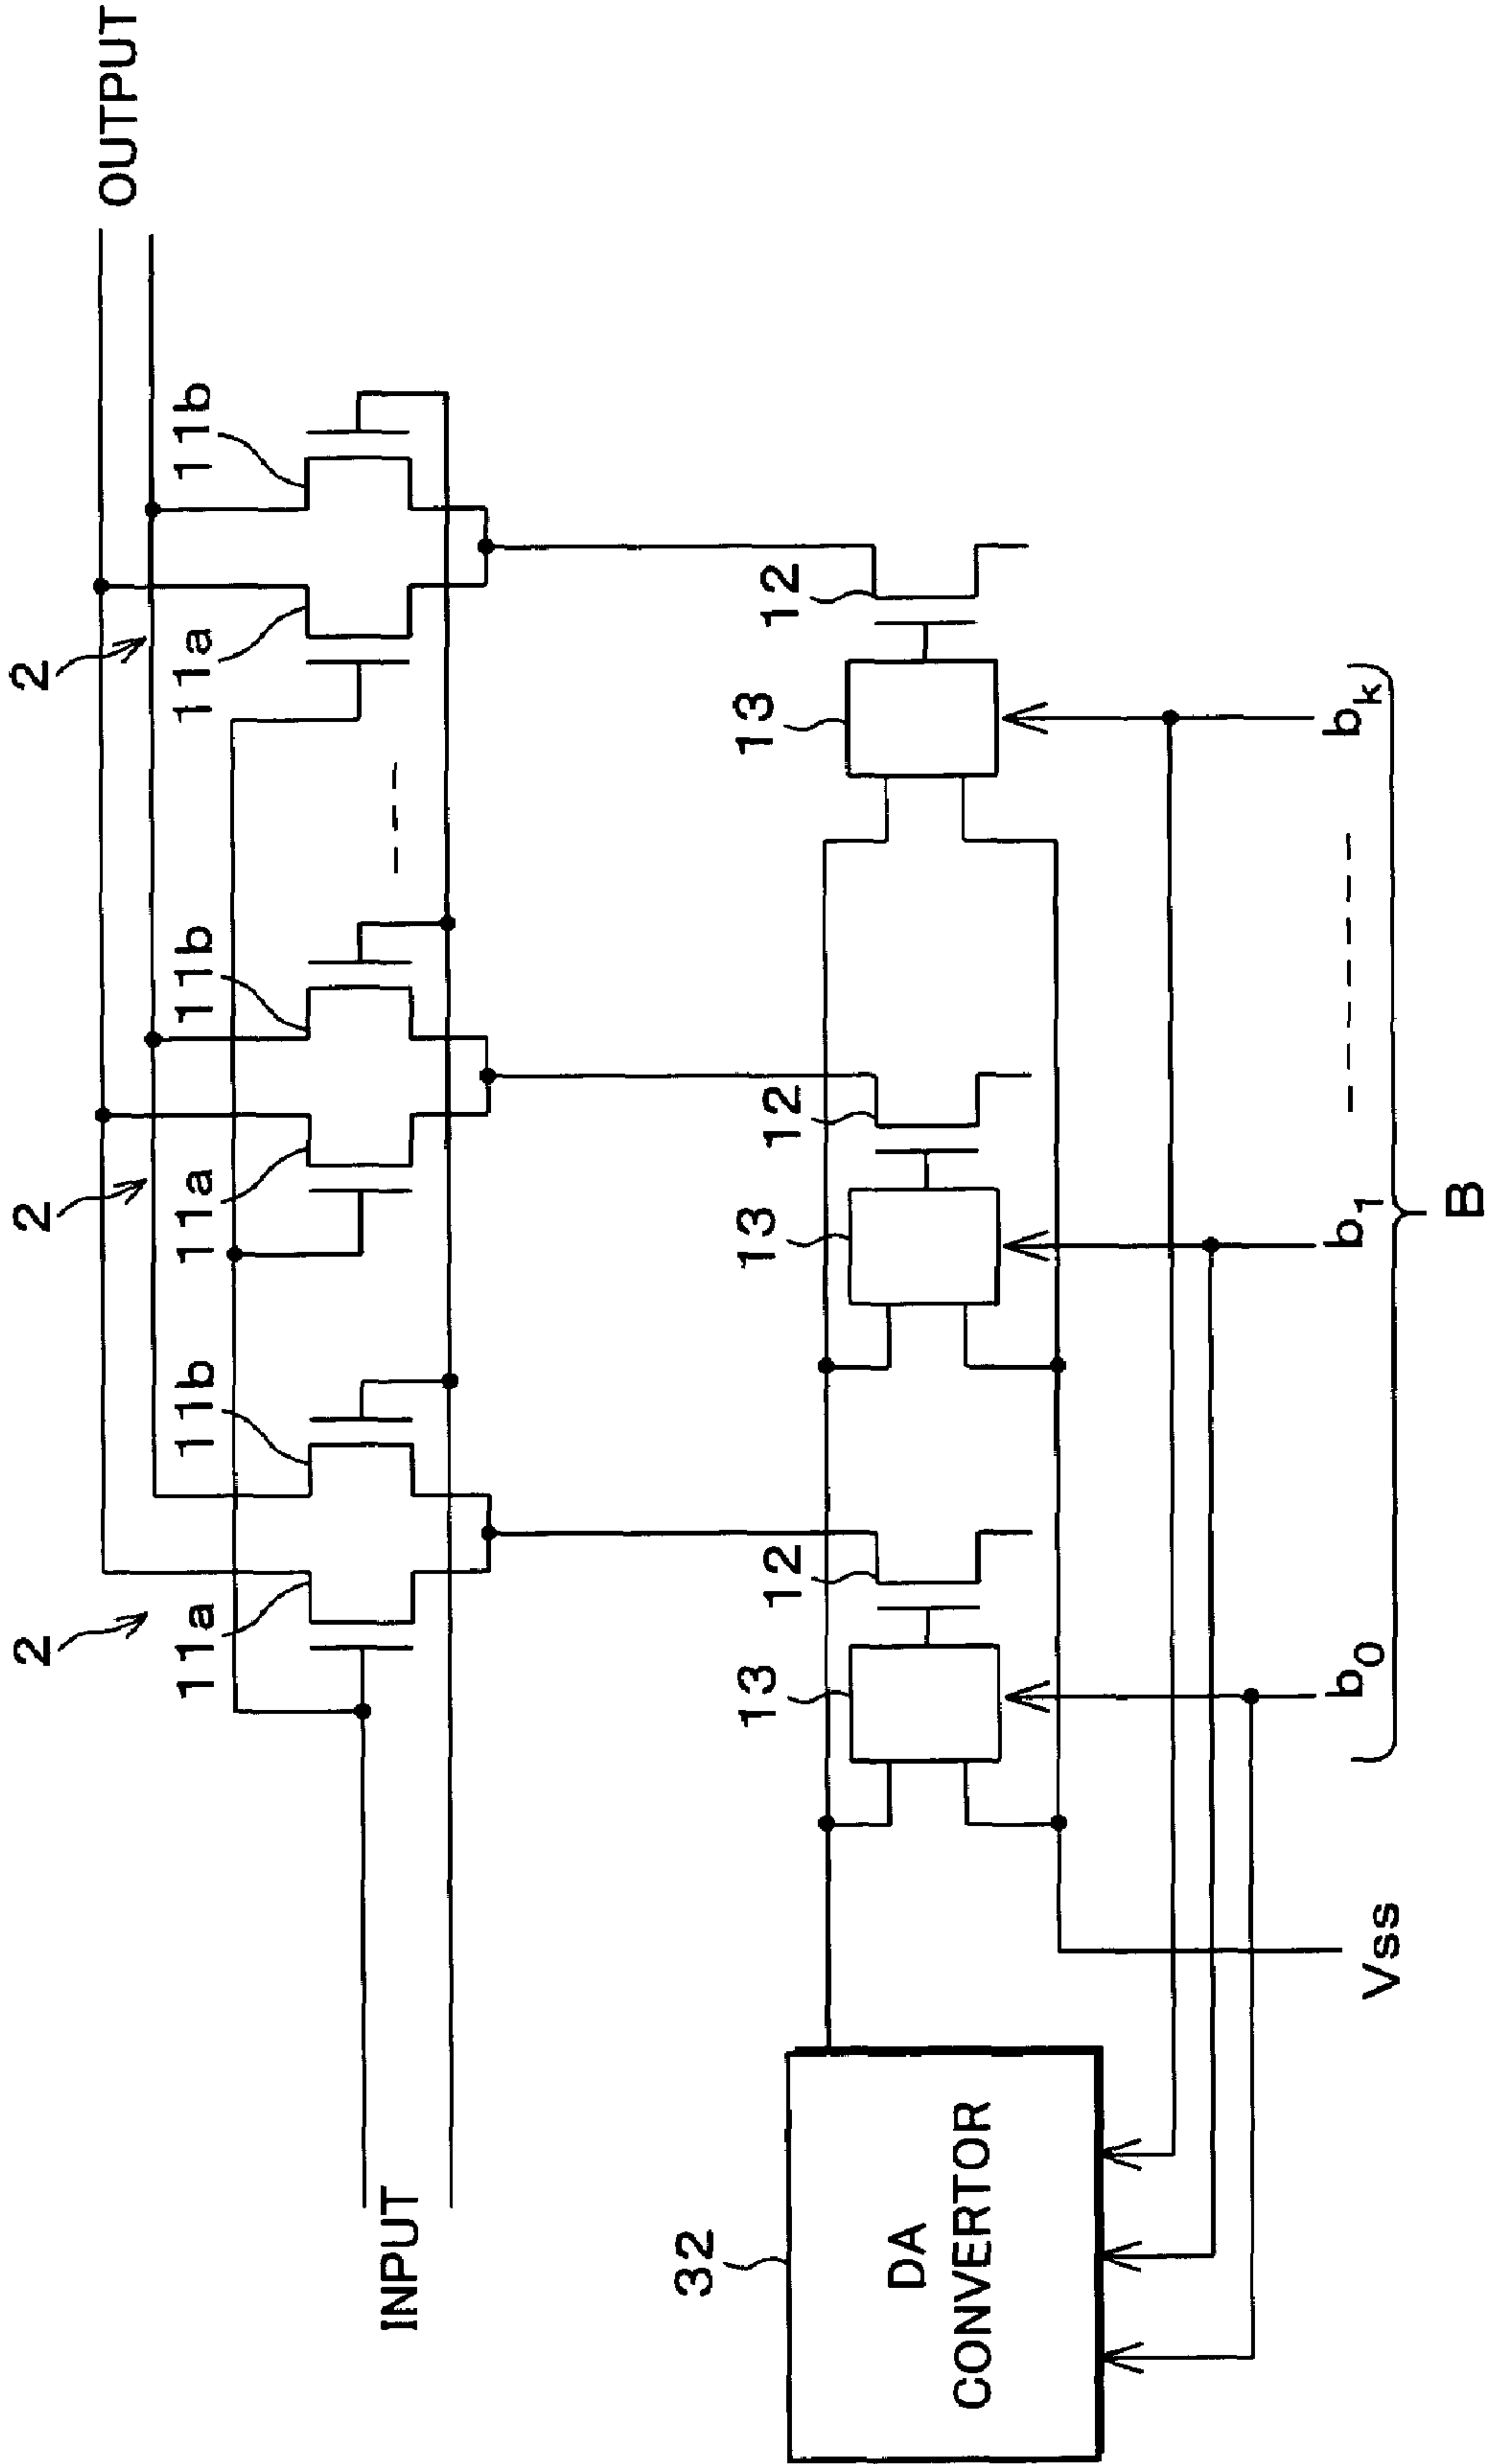 OUTPUT
2
2
2
11a
11b
11a
11b
11a
11b
INPUT
12
12
12
13
13
13
32
DA
CONVERTOR
Vss
b0
b1
bk
B